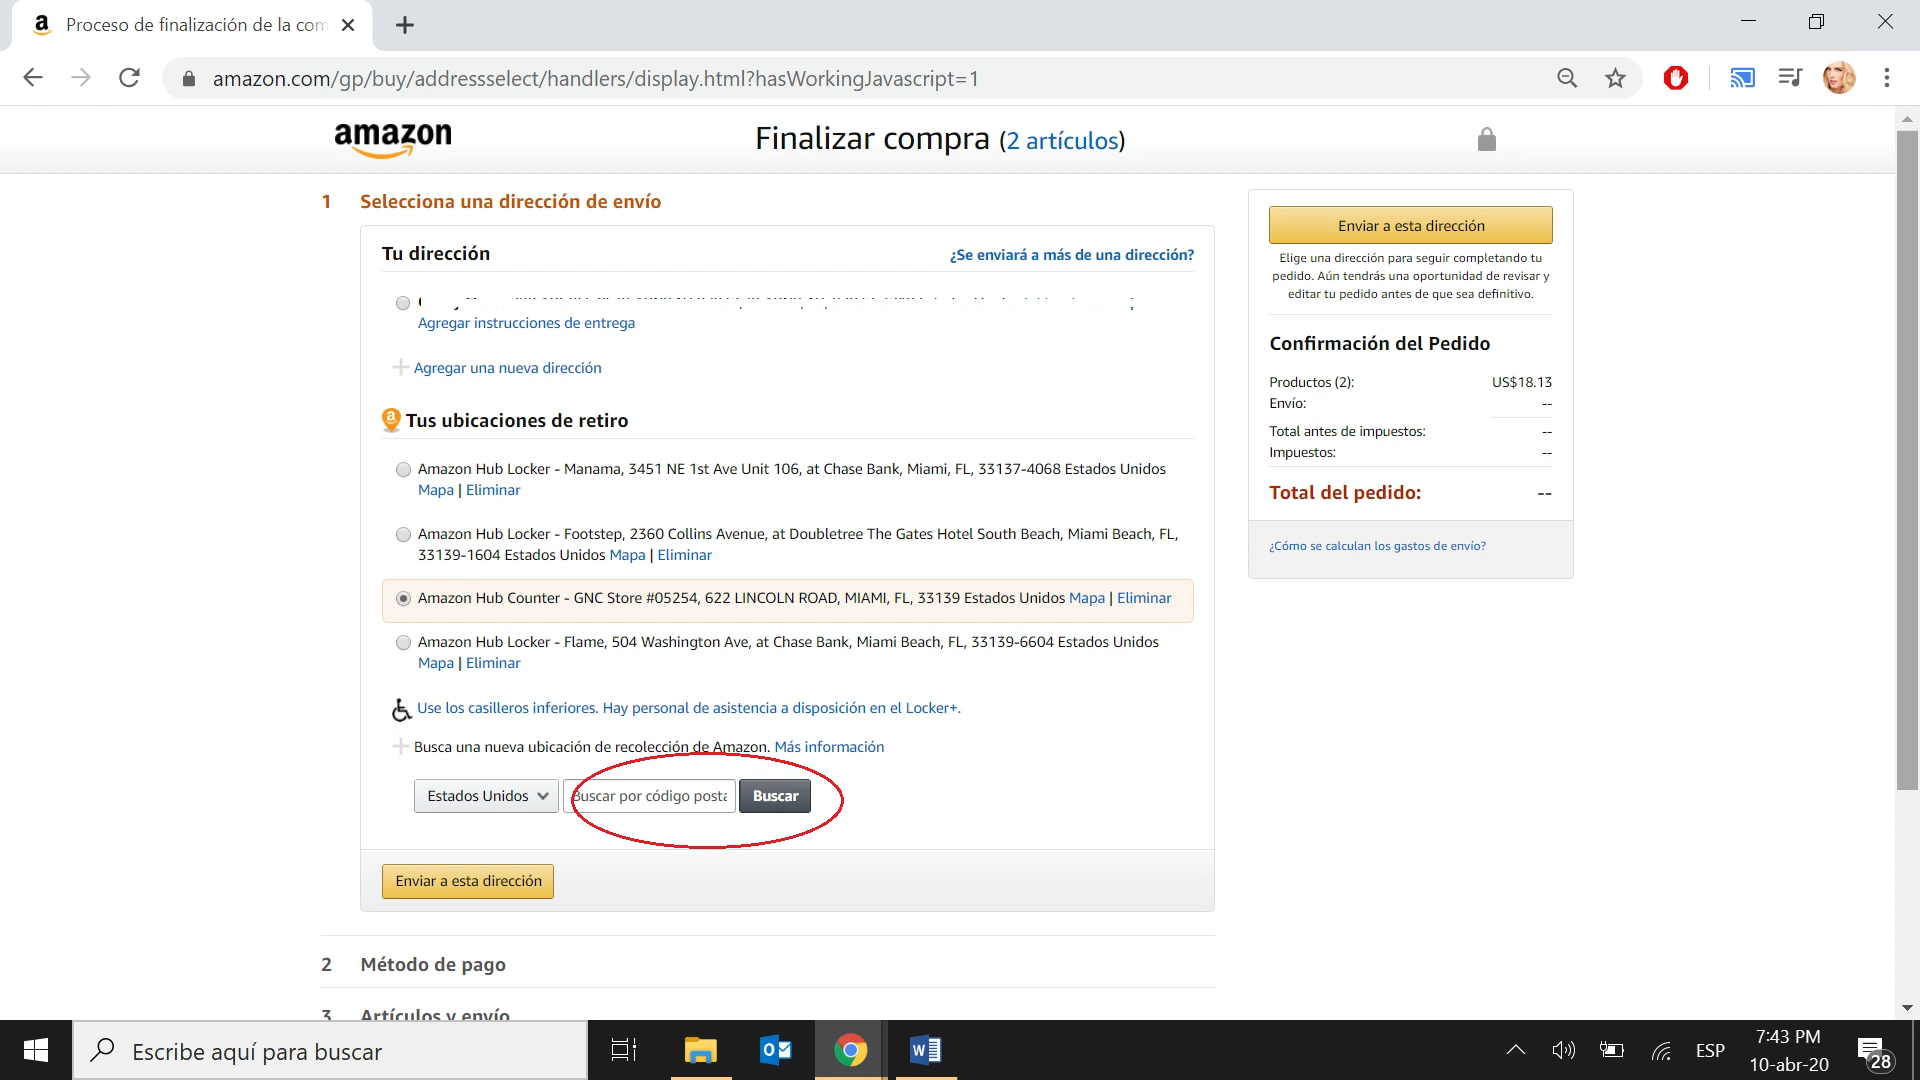 Proceso de finalización de la com
amazon.com/gp/buy/addressselect/handlers/display.html?hasWorkingJavascript=1
amazon
Finalizar compra (2 artículos)
1 Selecciona una dirección de envío
Tu dirección
¿Se enviará a más de una dirección?
Agregar instrucciones de entrega
Agregar una nueva dirección
Tus ubicaciones de retiro
Amazon Hub Locker - Manama, 3451 NE 1st Ave Unit 106, at Chase Bank, Miami, FL, 33137-4068 Estados Unidos
Mapa | Eliminar
Amazon Hub Locker - Footstep, 2360 Collins Avenue, at Doubletree The Gates Hotel South Beach, Miami Beach, FL,
33139-1604 Estados Unidos Mapa | Eliminar
Amazon Hub Counter - GNC Store #05254, 622 LINCOLN ROAD, MIAMI, FL, 33139 Estados Unidos Mapa | Eliminar
Amazon Hub Locker - Flame, 504 Washington Ave, at Chase Bank, Miami Beach, FL, 33139-6604 Estados Unidos
Mapa | Eliminar
Use los casilleros inferiores. Hay personal de asistencia a disposición en el Locker+.
Busca una nueva ubicación de recolección de Amazon. Más información
Estados Unidos Buscar por código posta Buscar
Enviar a esta dirección
2 Método de pago
3 Artículos y envío
Enviar a esta dirección
Elige una dirección para seguir completando tu
pedido. Aún tendrás una oportunidad de revisar y
editar tu pedido antes de que sea definitivo.
Confirmación del Pedido
Productos (2): US$18.13
Envío: --
Total antes de impuestos: --
Impuestos: --
Total del pedido: --
¿Cómo se calculan los gastos de envío?
Escribe aquí para buscar
ESP
7:43 PM
10-abr-20
28